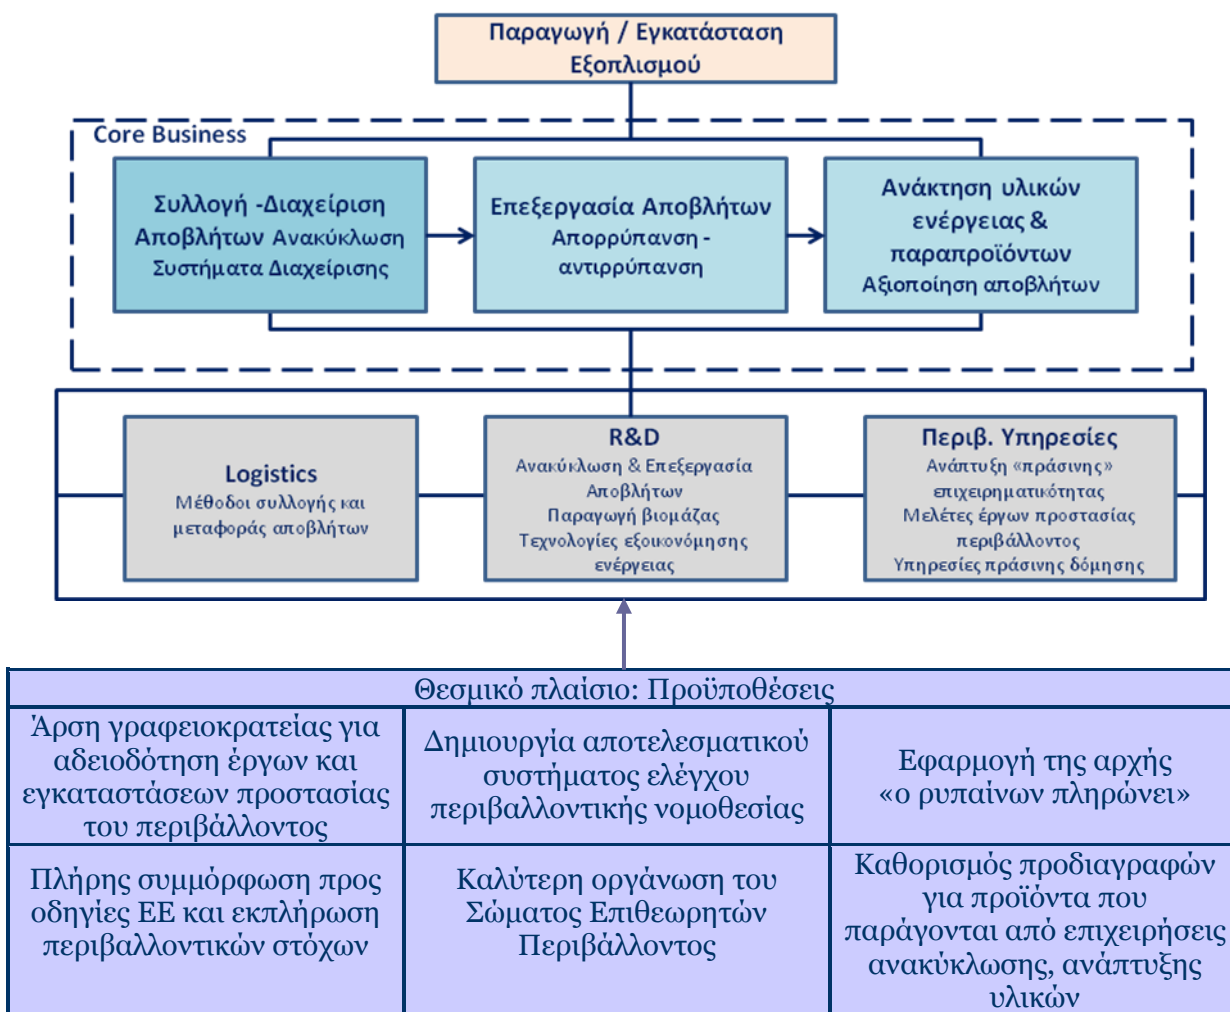 Παραγωγή / Εγκατάσταση
Εξοπλισμού
Core Business
Συλλογή -Διαχείριση
Αποβλήτων Ανακύκλωση
Συστήματα Διαχείρισης
Επεξεργασία Αποβλήτων
Απορρύπανση -
αντιρρύπανση
Ανάκτηση υλικών
ενέργειας &
παραπροϊόντων
Αξιοποίηση αποβλήτων
Logistics
Μέθοδοι συλλογής και
μεταφοράς αποβλήτων
R&D
Ανακύκλωση & Επεξεργασία
Αποβλήτων
Παραγωγή βιομάζας
Τεχνολογίες εξοικονόμησης
ενέργειας
Περιβ. Υπηρεσίες
Ανάπτυξη «πράσινης»
επιχειρηματικότητας
Μελέτες έργων προστασίας
περιβάλλοντος
Υπηρεσίες πράσινης δόμησης
Θεσμικό πλαίσιο: Προϋποθέσεις
Άρση γραφειοκρατείας για
αδειοδότηση έργων και
εγκαταστάσεων προστασίας
του περιβάλλοντος
Δημιουργία αποτελεσματικού
συστήματος ελέγχου
περιβαλλοντικής νομοθεσίας
Εφαρμογή της αρχής
«ο ρυπαίνων πληρώνει»
Πλήρης συμμόρφωση προς
οδηγίες ΕΕ και εκπλήρωση
περιβαλλοντικών στόχων
Καλύτερη οργάνωση του
Σώματος Επιθεωρητών
Περιβάλλοντος
Καθορισμός προδιαγραφών
για προϊόντα που
παράγονται από επιχειρήσεις
ανακύκλωσης, ανάπτυξης
υλικών